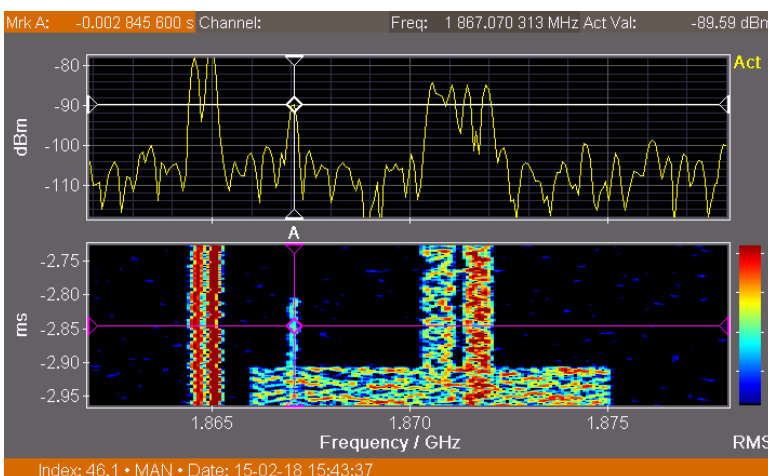 Mrk A: -0.002 845 600 s Channel: Freq: 1 867.070 313 MHz Act Val: -89.59 dBm
Act
-80
-90
-100
-110
dBm
A
-2.75
-2.80
-2.85
-2.90
-2.95
ms
1.865 1.870 1.875
Frequency / GHz
RMS
Index: 46.1 • MAN • Date: 15-02-18 15:43:37